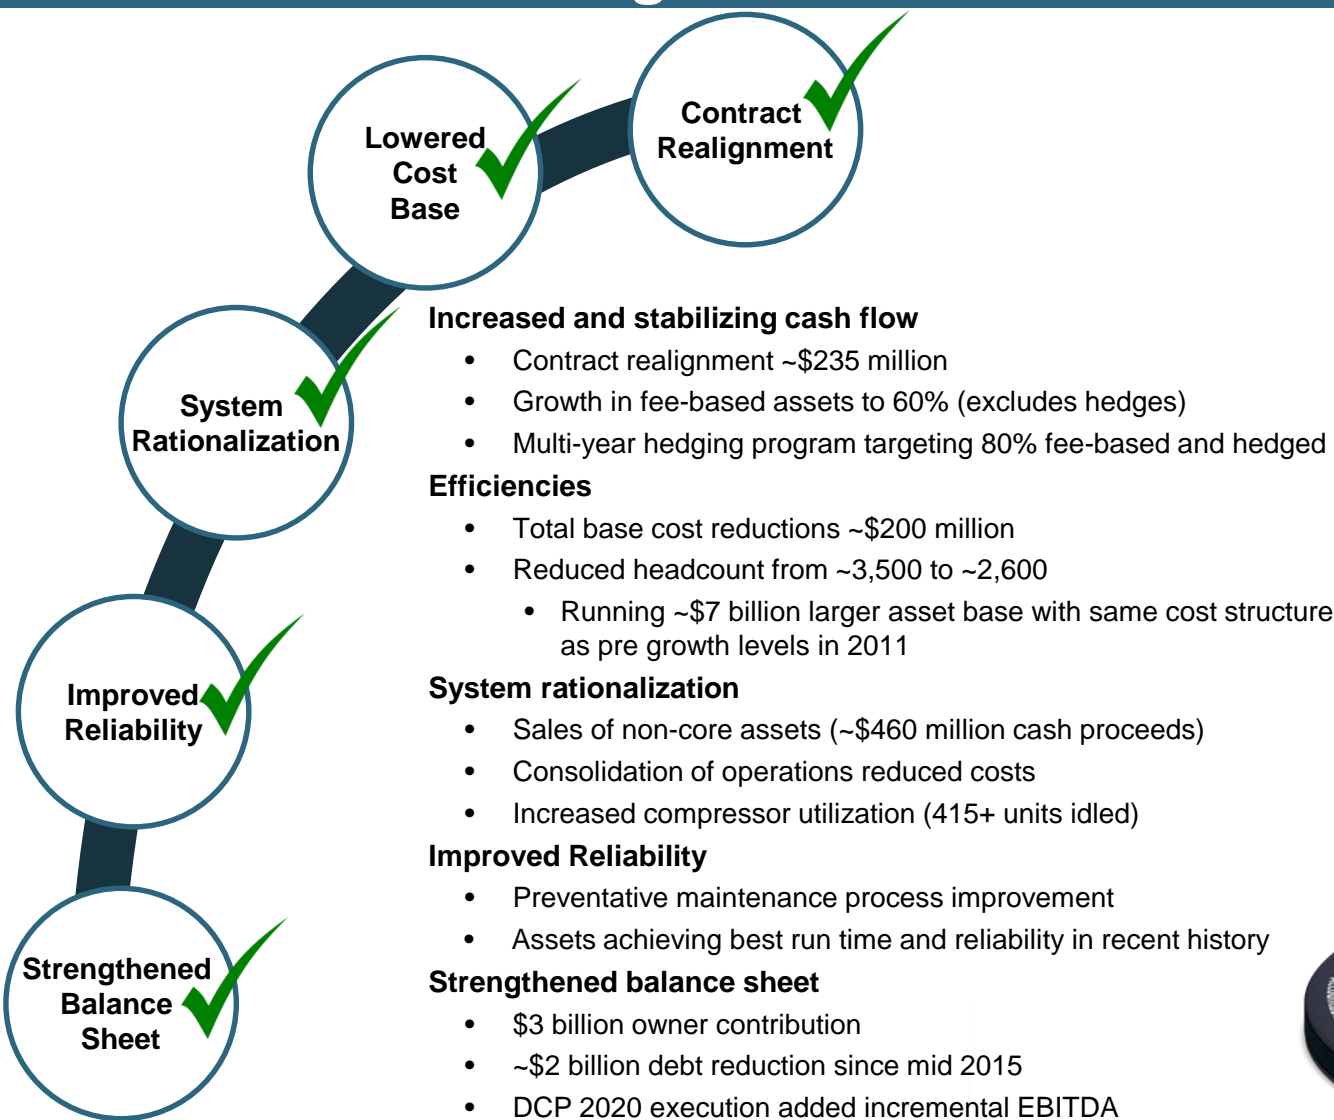 Contract
Realignment
Lowered
Cost
Base
System
Rationalization
Improved
Reliability
Strengthened
Balance
Sheet
Increased and stabilizing cash flow
• Contract realignment ~$235 million
• Growth in fee-based assets to 60% (excludes hedges)
• Multi-year hedging program targeting 80% fee-based and hedged
Efficiencies
• Total base cost reductions ~$200 million
• Reduced headcount from ~3,500 to ~2,600
• Running ~$7 billion larger asset base with same cost structure
as pre growth levels in 2011
System rationalization
• Sales of non-core assets (~$460 million cash proceeds)
• Consolidation of operations reduced costs
• Increased compressor utilization (415+ units idled)
Improved Reliability
• Preventative maintenance process improvement
• Assets achieving best run time and reliability in recent history
Strengthened balance sheet
• $3 billion owner contribution
• ~$2 billion debt reduction since mid 2015
• DCP 2020 execution added incremental EBITDA